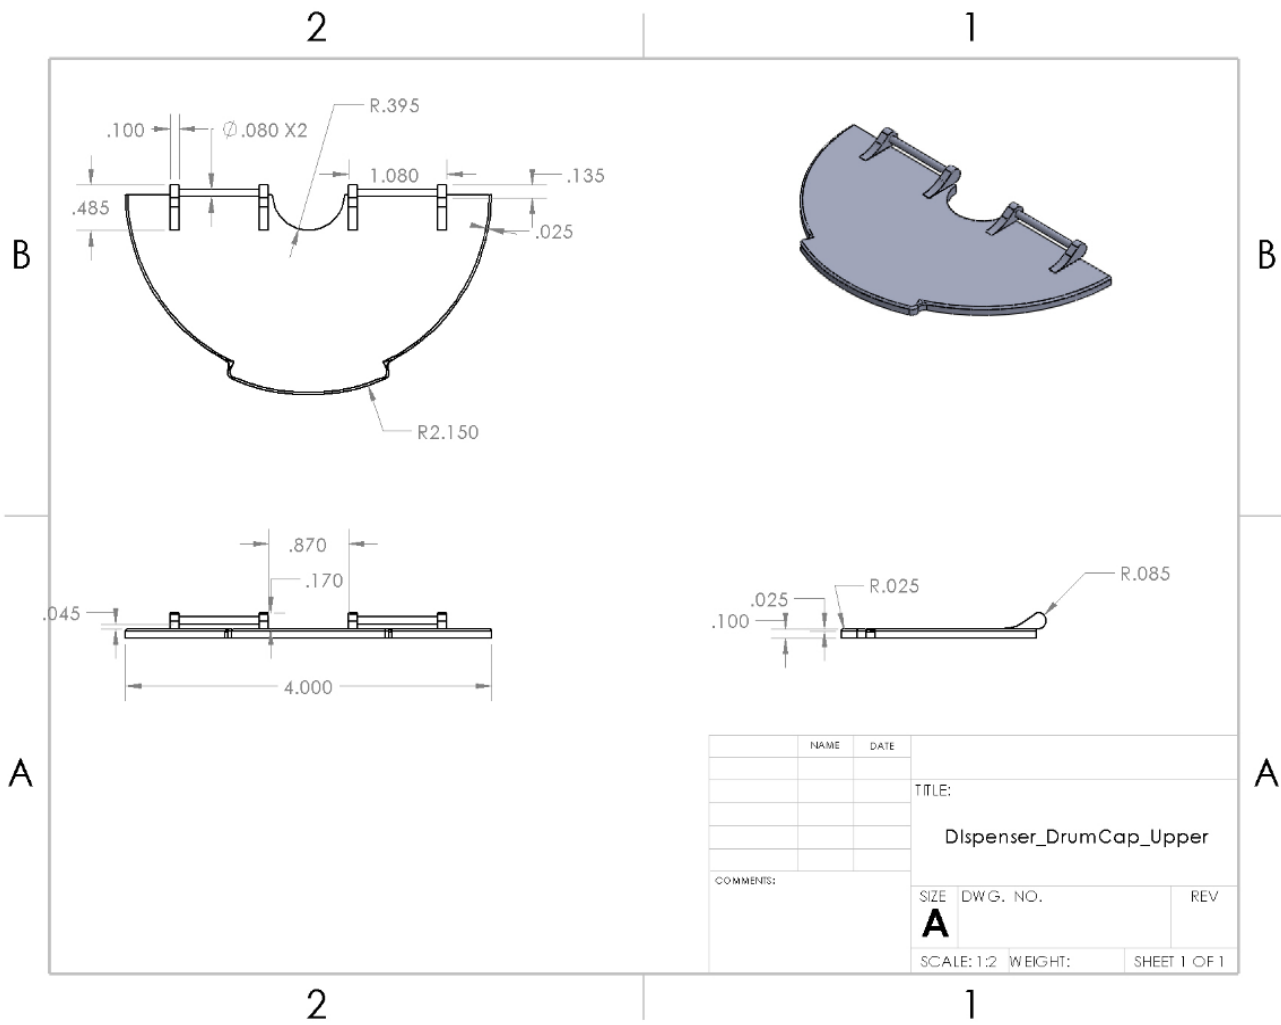 2
1
R.395
.100
∅.080 X2
1.080
.135
.485
.025
B
B
R2.150
.870
.170
.045
4.000
R.025
R.085
.025
.100
A
A
NAME
DATE
TITLE:
DIspenser_DrumCap_Upper
COMMENTS:
SIZE
DWG. NO.
REV
A
SCALE: 1:2
WEIGHT:
SHEET 1 OF 1
2
1